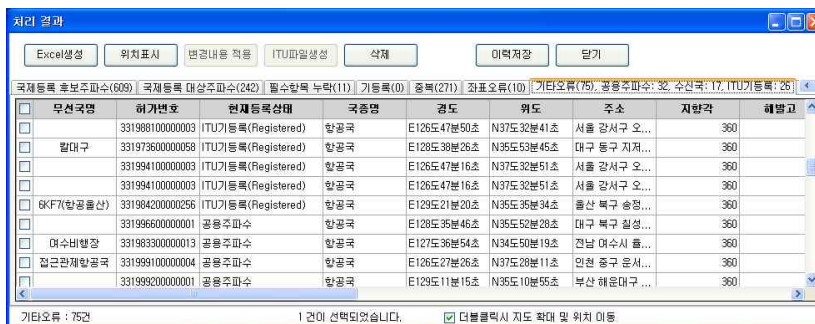 처리 결과
Excel생성 위치표시 변경내용 적용 ITU파일생성 삭제 이력저장 닫기
국제등록 후보주파수(609) 국제등록 대상주파수(242) 필수항목 누락(11) 기등록(0) 중복(271) 좌표오류(10) 기타오류(75), 공용주파수: 32, 수신국: 17, ITU기등록: 26
무선국명 허가번호 현재등록상태 국종명 경도 위도 주소 지향각 해발고
331988100000003 ITU기등록(Registered) 항공국 E126도47분50초 N37도32분41초 서울 강서구 오... 360
칼대구 331973600000058 ITU기등록(Registered) 항공국 E128도38분26초 N35도53분45초 대구 동구 지저... 360
331994100000003 ITU기등록(Registered) 항공국 E126도47분16초 N37도32분51초 서울 강서구 오... 360
331994100000003 ITU기등록(Registered) 항공국 E126도47분16초 N37도32분51초 서울 강서구 오... 360
6KF7(항공울산) 331984200000256 ITU기등록(Registered) 항공국 E129도21분20초 N35도35분34초 울산 북구 송정... 360
331996600000001 공용주파수 항공국 E128도35분46초 N35도52분28초 대구 북구 칠성... 360
여수비행장 331983300000013 공용주파수 항공국 E127도36분54초 N34도50분19초 전남 여수시 율... 360
접근관제항공국 331999100000004 공용주파수 항공국 E126도27분26초 N37도28분11초 인천 중구 운서... 360
331999200000001 공용주파수 항공국 E129도11분15초 N35도10분55초 부산 해운대구 ... 360
기타오류 : 75건 1 건이 선택되었습니다. 더블클릭시 지도 확대 및 위치 이동